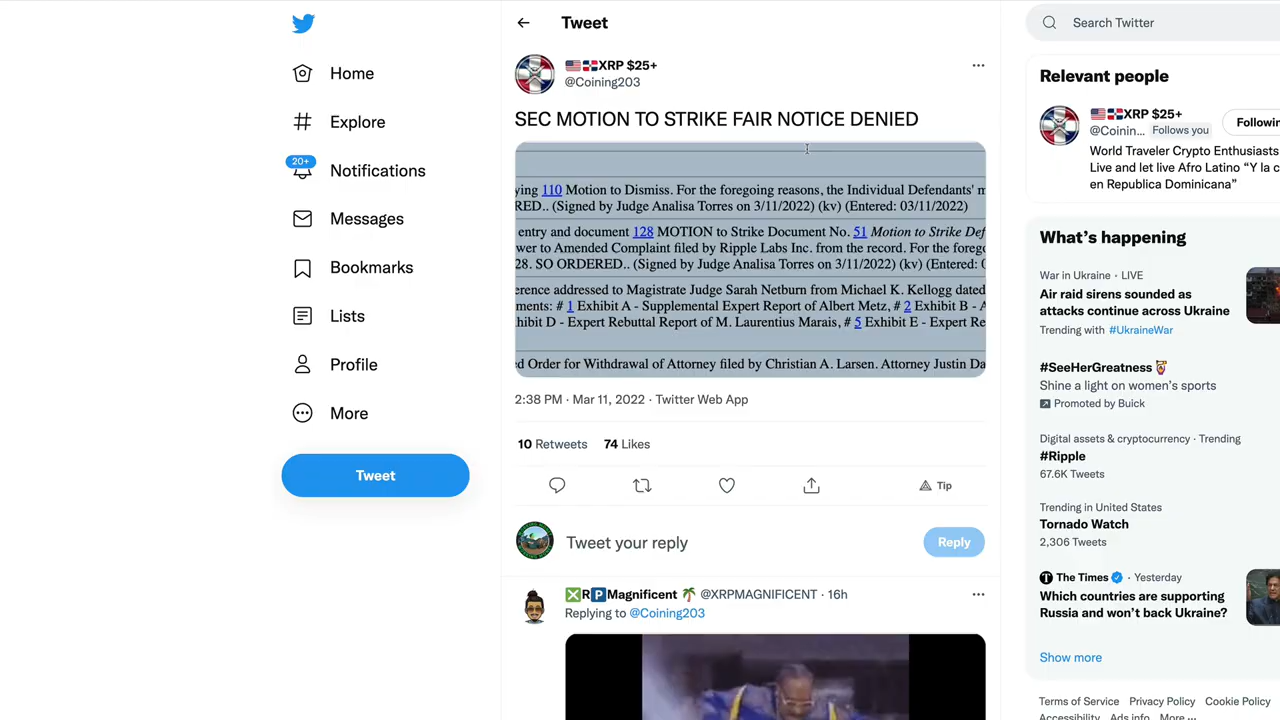 Tweet
Search Twitter
XRP $25+
@Coining203
SEC MOTION TO STRIKE FAIR NOTICE DENIED
ying 110 Motion to Dismiss. For the foregoing reasons, the Individual Defendants' m
RED.. (Signed by Judge Analisa Torres on 3/11/2022) (kv) (Entered: 03/11/2022)
entry and document 128 MOTION to Strike Document No. 51 Motion to Strike Def
wer to Amended Complaint filed by Ripple Labs Inc. from the record. For the forego
28. SO ORDERED.. (Signed by Judge Analisa Torres on 3/11/2022) (kv) (Entered: 0
erence addressed to Magistrate Judge Sarah Netburn from Michael K. Kellogg dated
ments: # 1 Exhibit A - Supplemental Expert Report of Albert Metz, # 2 Exhibit B - A
hibit D - Expert Rebuttal Report of M. Laurentius Marais, # 5 Exhibit E - Expert Re
ed Order for Withdrawal of Attorney filed by Christian A. Larsen. Attorney Justin Da
2:38 PM · Mar 11, 2022 · Twitter Web App
10 Retweets 74 Likes
Tip
Tweet your reply
Reply
❎R🅿Magnificent 🌴 @XRPMAGNIFICENT · 16h
Replying to @Coining203
Home
Explore
20+
Notifications
Messages
Bookmarks
Lists
Profile
More
Tweet
Relevant people
XRP $25+
@Coinin... Follows you
Followin
World Traveler Crypto Enthusiasts
Live and let live Afro Latino “Y la c
en Republica Dominicana”
What’s happening
War in Ukraine · LIVE
Air raid sirens sounded as
attacks continue across Ukraine
Trending with #UkraineWar
#SeeHerGreatness
Shine a light on women’s sports
Promoted by Buick
Digital assets & cryptocurrency · Trending
#Ripple
67.6K Tweets
Trending in United States
Tornado Watch
2,306 Tweets
The Times · Yesterday
Which countries are supporting
Russia and won’t back Ukraine?
Show more
Terms of Service Privacy Policy Cookie Policy
Accessibility Ads info More ...